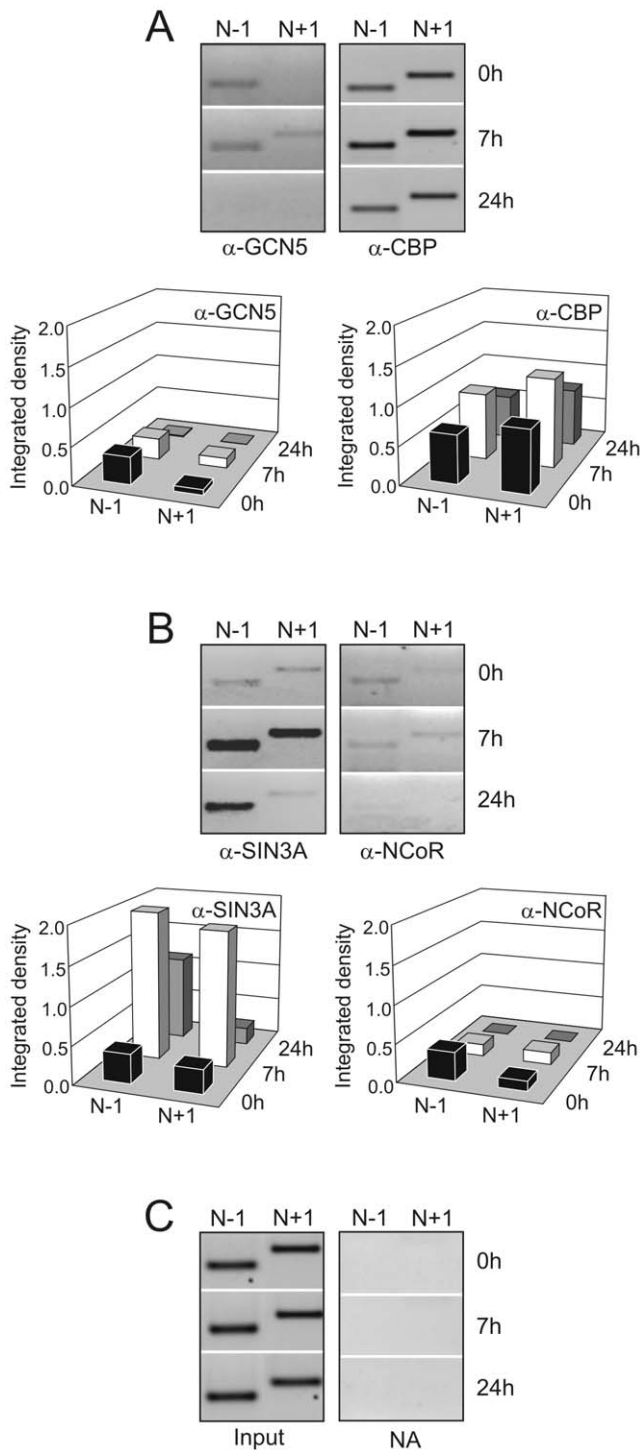 A
N-1 N+1 N-1 N+1
0h
7h
24h
α-GCN5 α-CBP
α-GCN5
Integrated density
2.0
1.5
1.0
0.5
0.0
N-1
N+1
0h
7h
24h
α-CBP
Integrated density
2.0
1.5
1.0
0.5
0.0
N-1
N+1
0h
7h
24h
B
N-1 N+1 N-1 N+1
0h
7h
24h
α-SIN3A α-NCoR
α-SIN3A
Integrated density
2.0
1.5
1.0
0.5
0.0
N-1
N+1
0h
7h
24h
α-NCoR
Integrated density
2.0
1.5
1.0
0.5
0.0
N-1
N+1
0h
7h
24h
C
N-1 N+1 N-1 N+1
0h
7h
24h
Input NA